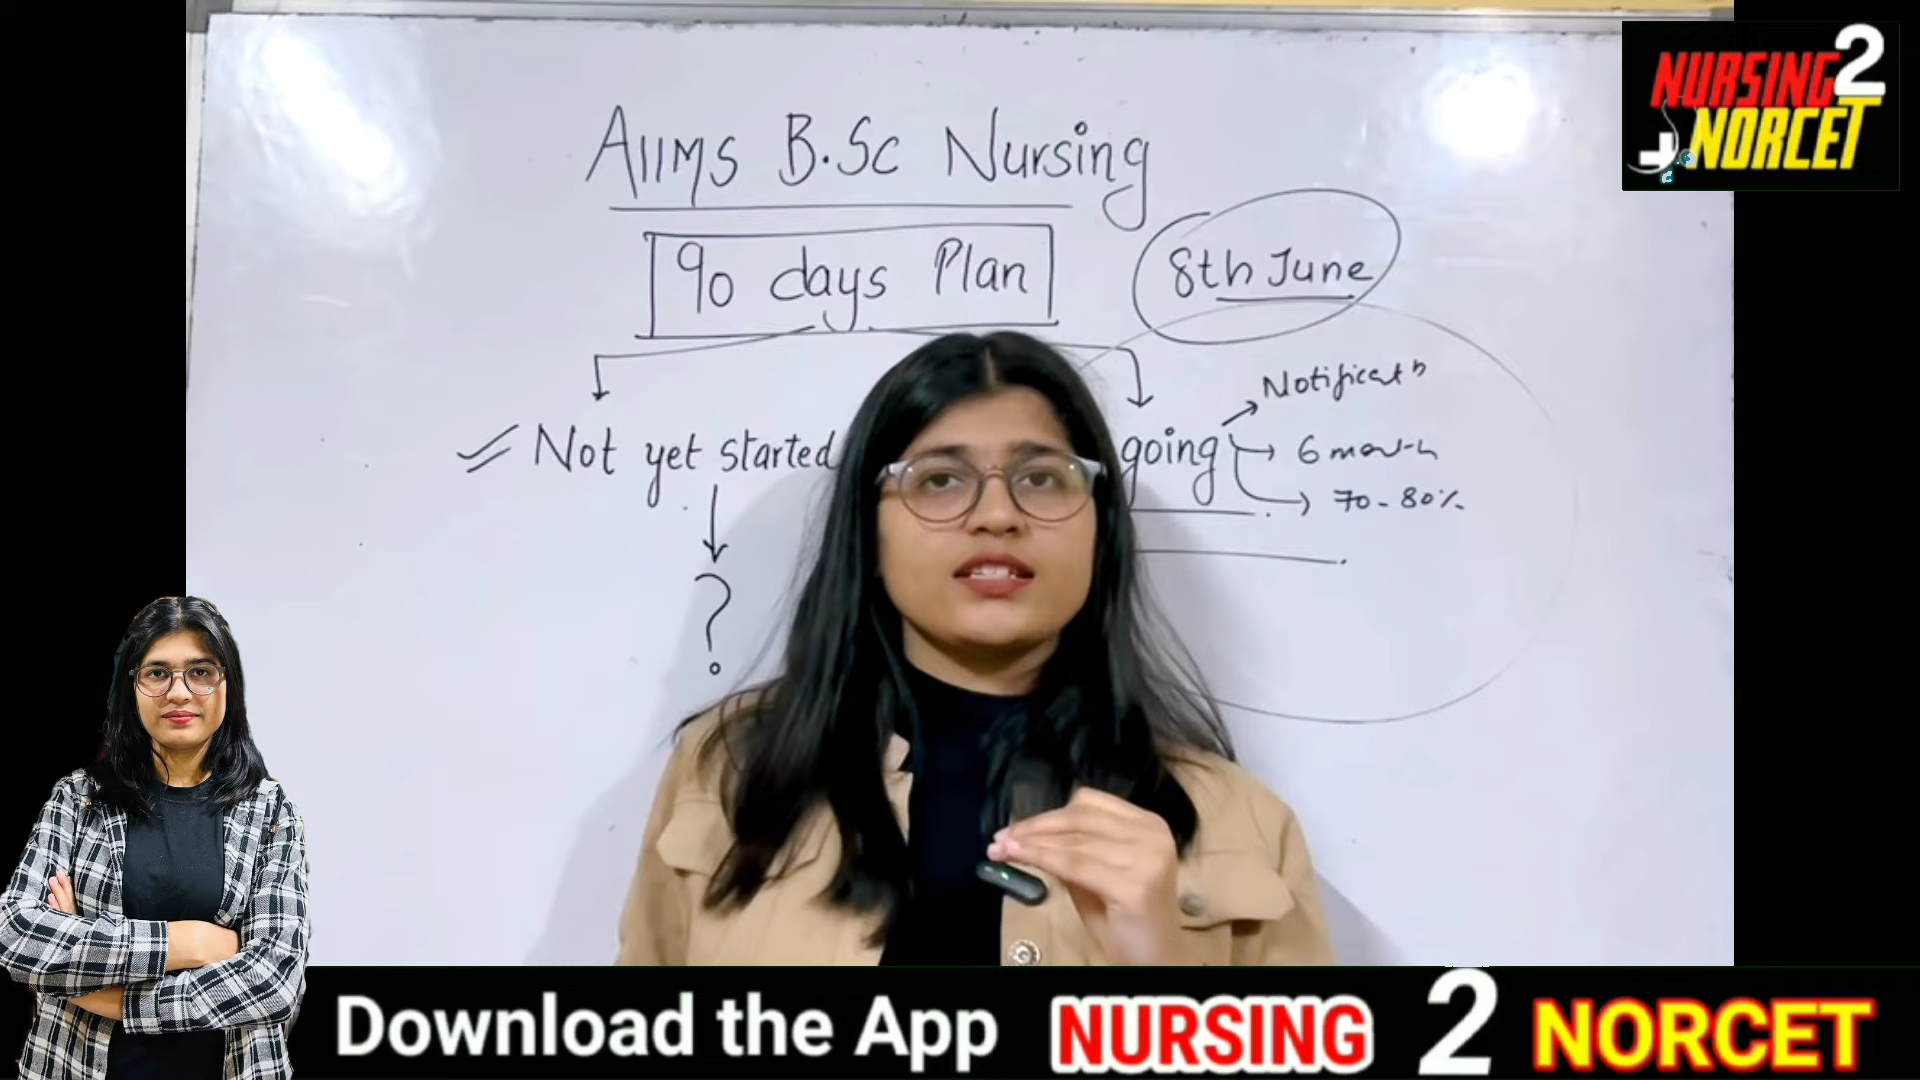 AIIMS B.Sc Nursing
90 days Plan
8th June
Notificatn
Not yet started
going
6 month
70-80%
?
NURSING 2
NORCET
Download the App NURSING 2 NORCET